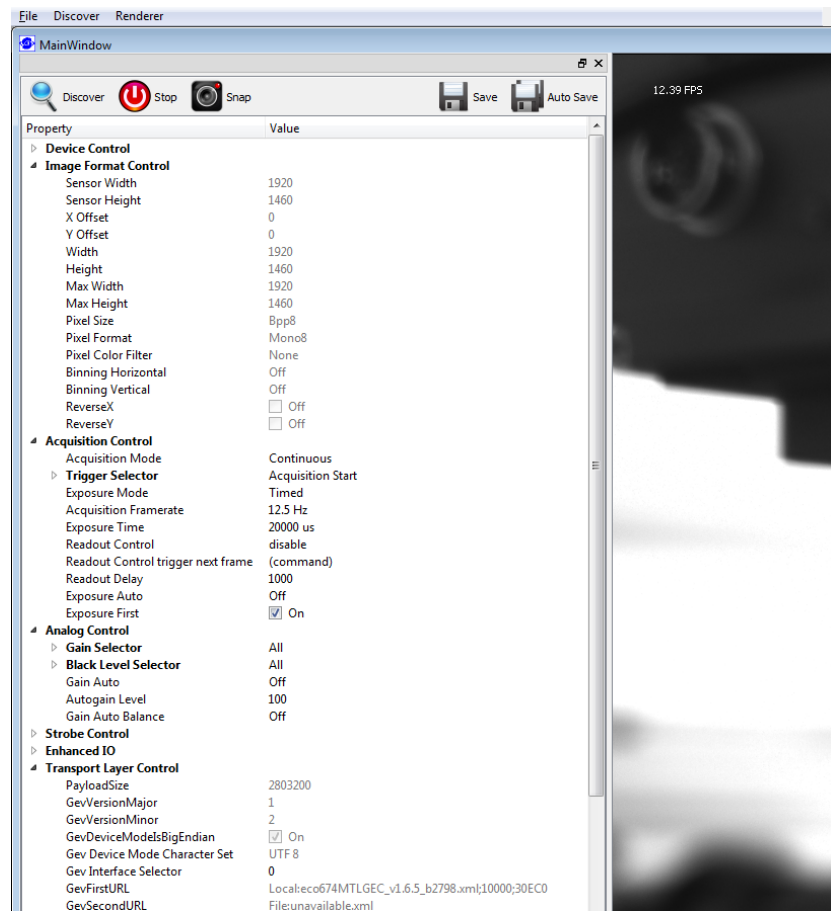 File Discover Renderer
MainWindow
Discover Stop Snap Save Auto Save
12.39 FPS
Property Value
Device Control
Image Format Control
Sensor Width 1920
Sensor Height 1460
X Offset 0
Y Offset 0
Width 1920
Height 1460
Max Width 1920
Max Height 1460
Pixel Size Bpp8
Pixel Format Mono8
Pixel Color Filter None
Binning Horizontal Off
Binning Vertical Off
ReverseX Off
ReverseY Off
Acquisition Control
Acquisition Mode Continuous
Trigger Selector Acquisition Start
Exposure Mode Timed
Acquisition Framerate 12.5 Hz
Exposure Time 20000 us
Readout Control disable
Readout Control trigger next frame (command)
Readout Delay 1000
Exposure Auto Off
Exposure First On
Analog Control
Gain Selector All
Black Level Selector All
Gain Auto Off
Autogain Level 100
Gain Auto Balance Off
Strobe Control
Enhanced IO
Transport Layer Control
PayloadSize 2803200
GevVersionMajor 1
GevVersionMinor 2
GevDeviceModeIsBigEndian On
Gev Device Mode Character Set UTF8
Gev Interface Selector 0
GevFirstURL Local:eco674MTLGEC_v1.6.5_b2798.xml;10000;30EC0
GevSecondURL File:unavailable.xml